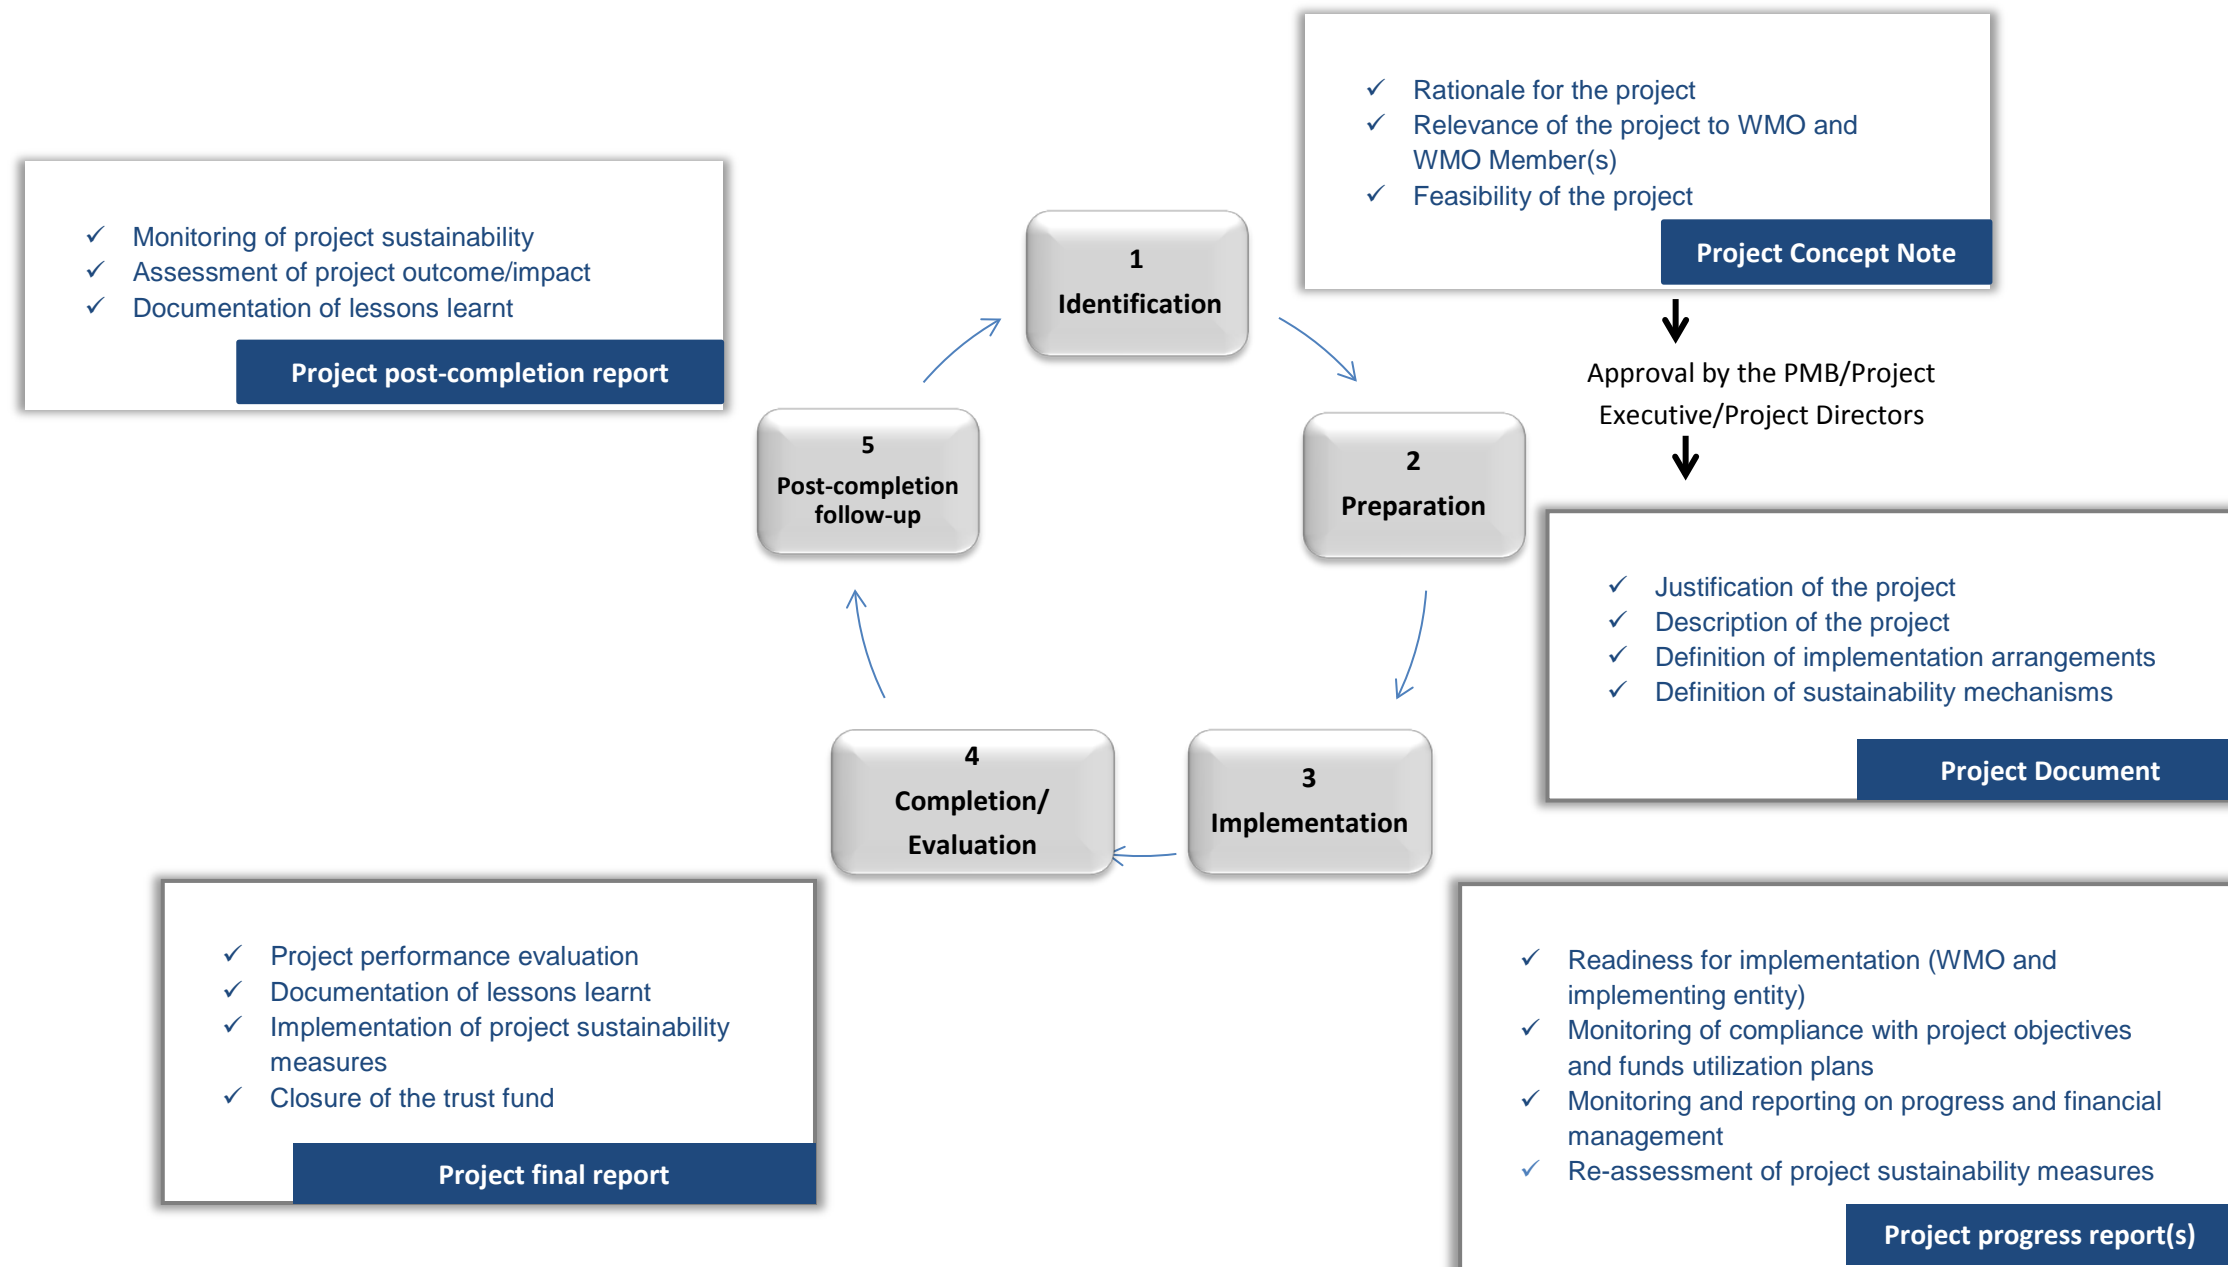 ✓ Rationale for the project
✓ Relevance of the project to WMO and
WMO Member(s)
✓ Feasibility of the project
Project Concept Note
Approval by the PMB/Project
Executive/Project Directors
✓ Monitoring of project sustainability
✓ Assessment of project outcome/impact
✓ Documentation of lessons learnt
Project post-completion report
1
Identification
2
Preparation
3
Implementation
4
Completion/
Evaluation
5
Post-completion
follow-up
✓ Justification of the project
✓ Description of the project
✓ Definition of implementation arrangements
✓ Definition of sustainability mechanisms
Project Document
✓ Project performance evaluation
✓ Documentation of lessons learnt
✓ Implementation of project sustainability
measures
✓ Closure of the trust fund
Project final report
✓ Readiness for implementation (WMO and
implementing entity)
✓ Monitoring of compliance with project objectives
and funds utilization plans
✓ Monitoring and reporting on progress and financial
management
✓ Re-assessment of project sustainability measures
Project progress report(s)